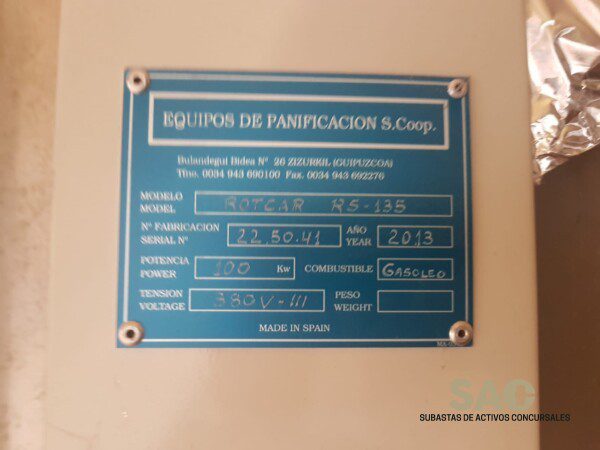 EQUIPOS DE PANIFICACION S.Coop.
Bulandegui Bidea Nº 26 ZIZURKIL (GUIPUZCOA)
Tfno. 0034 943 690100 Fax. 0034 943 692276
MODELO
MODEL
ROTCAR RS-135
Nº FABRICACION
SERIAL Nº
22.50.41
AÑO
YEAR
2013
POTENCIA
POWER
100 Kw
COMBUSTIBLE
GASOLEO
TENSION
VOLTAGE
380V-III
PESO
WEIGHT
MADE IN SPAIN
SAC
SUBASTAS DE ACTIVOS CONCURSALES